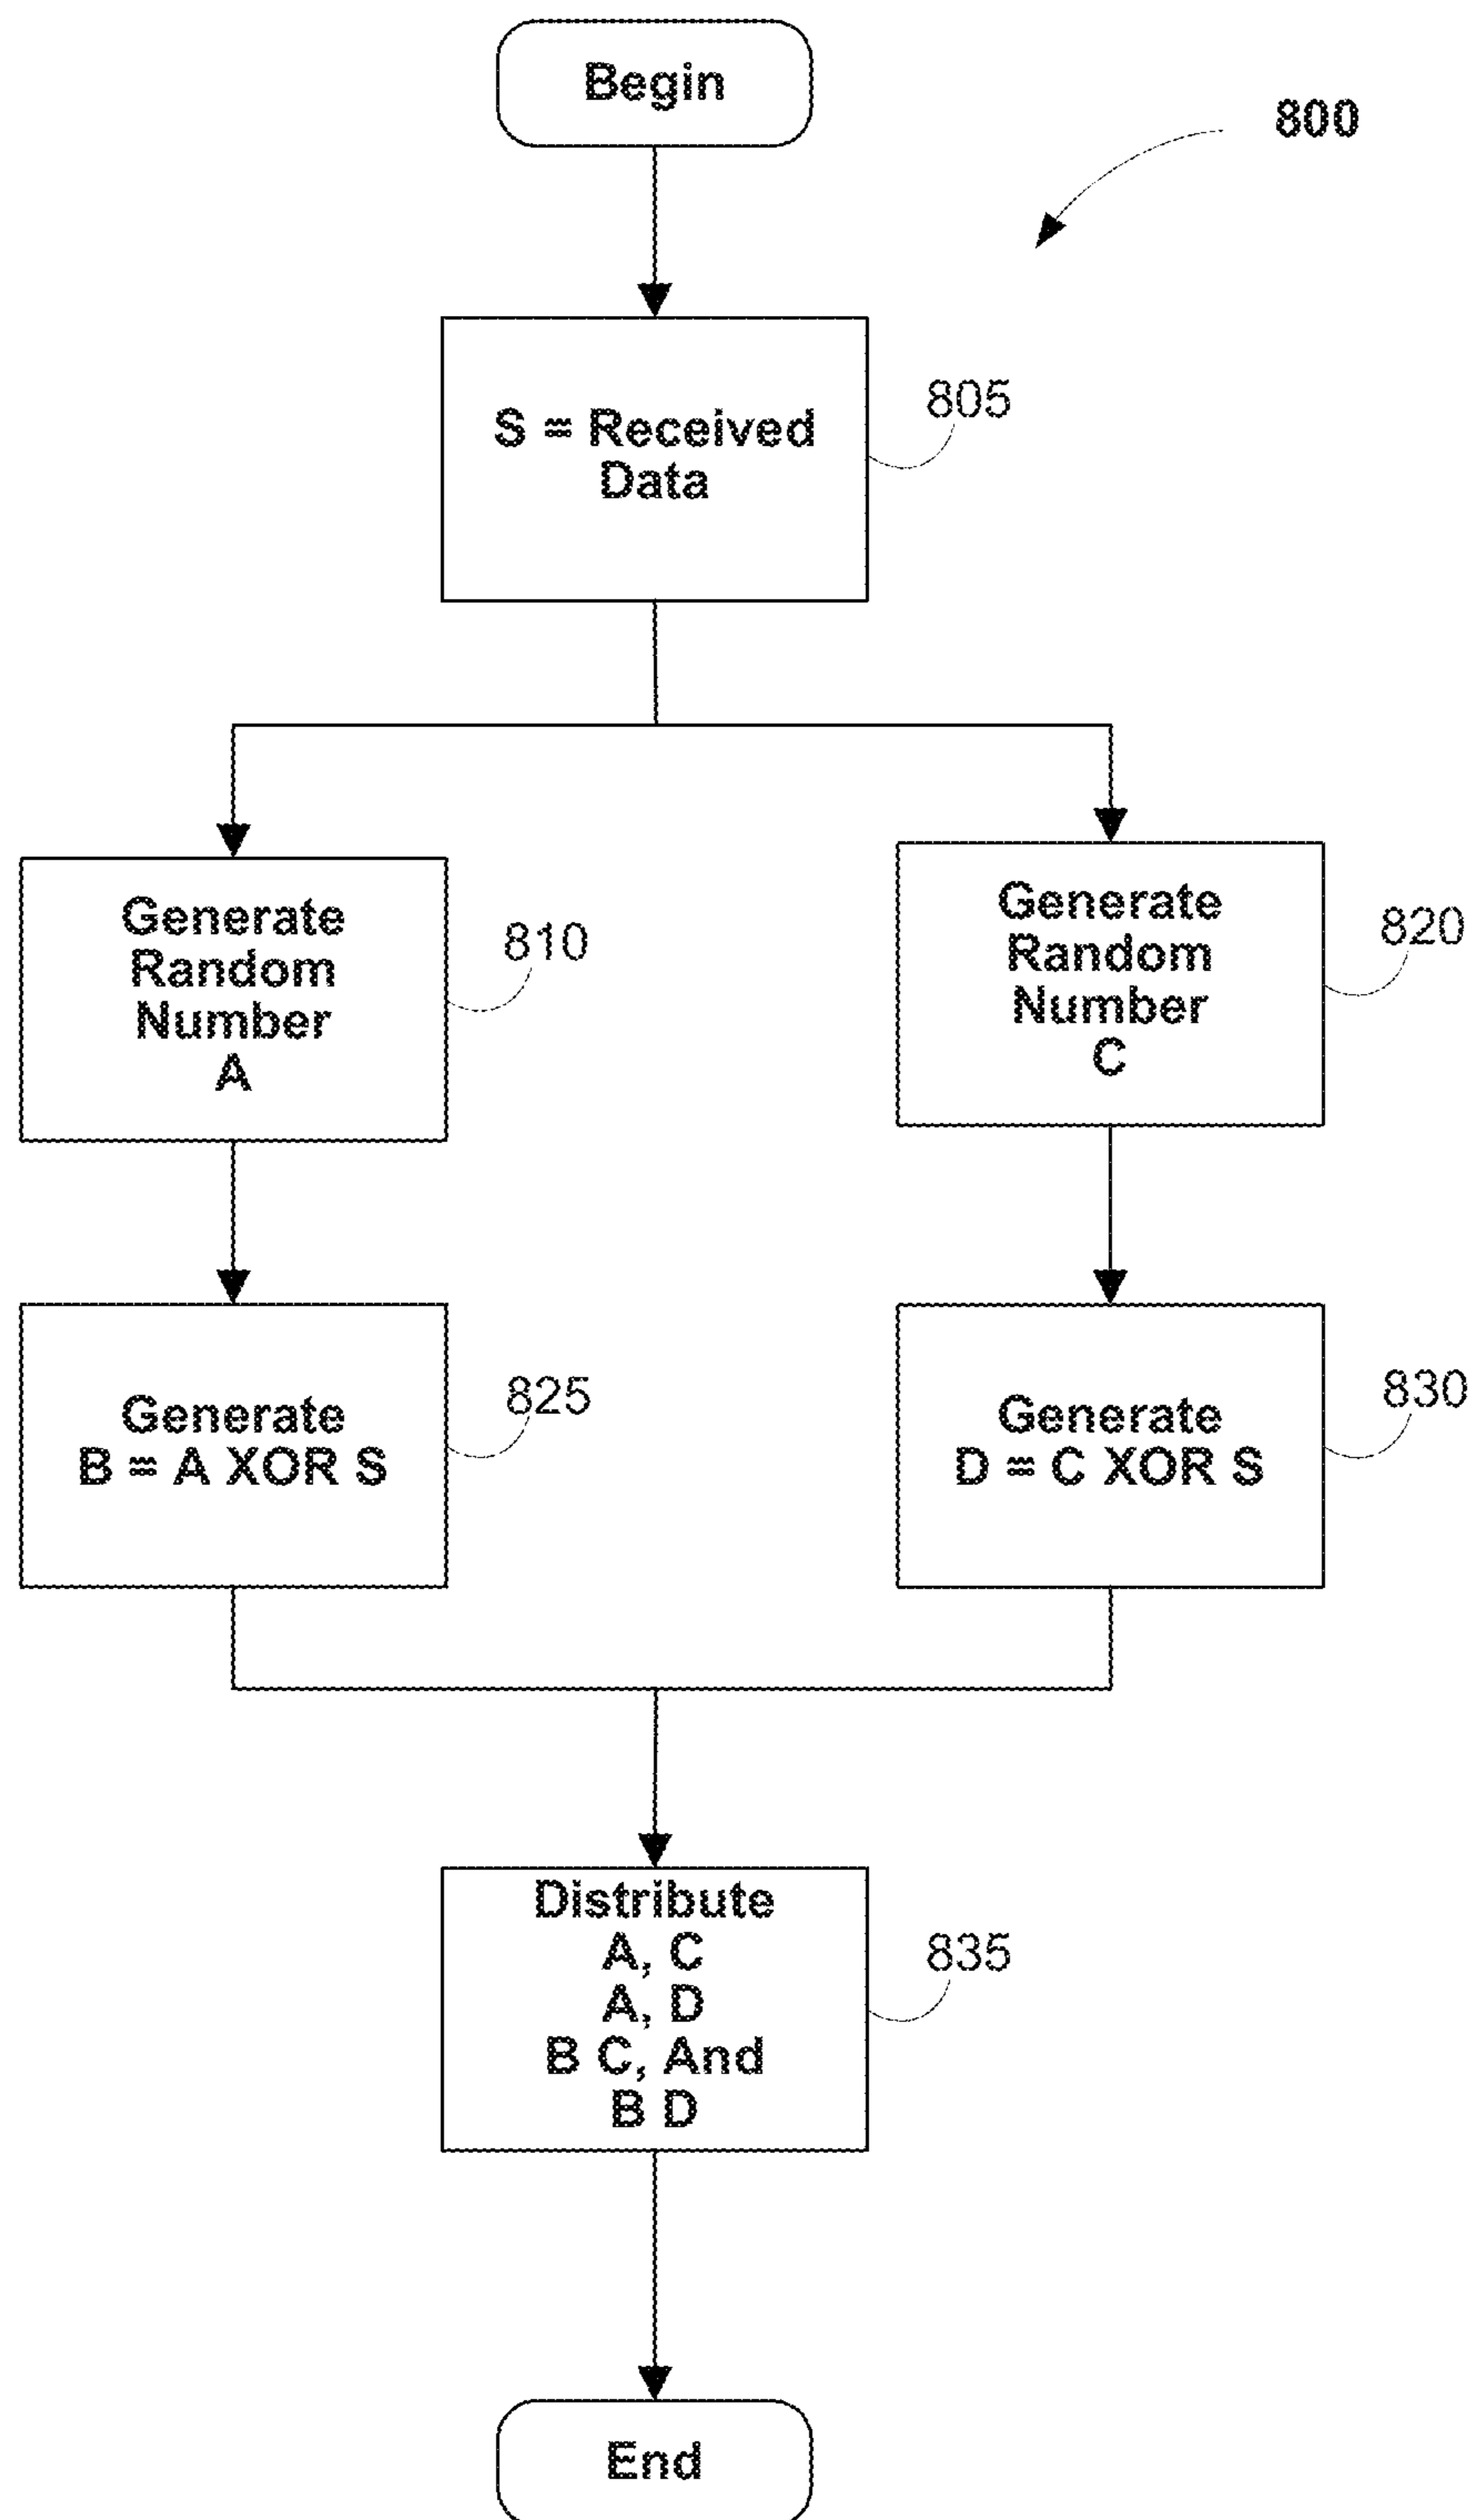 Begin
800
S = Received
Data
805
Generate
Random
Number
A
810
Generate
Random
Number
C
820
Generate
B = A XOR S
825
Generate
D = C XOR S
830
Distribute
A, C
A, D
B C, And
B D
835
End